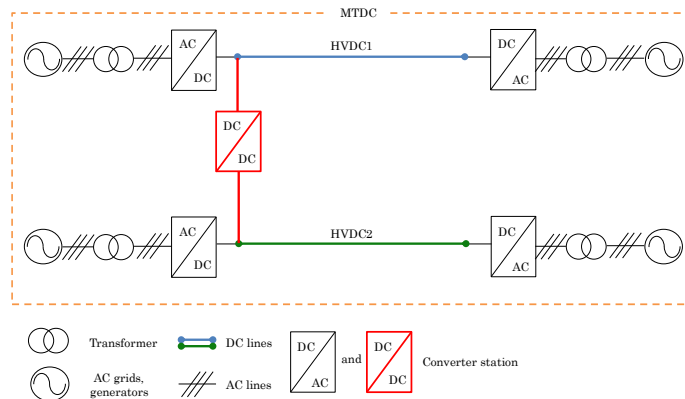 MTDC
AC
DC
HVDC1
DC
AC
DC
DC
AC
DC
HVDC2
DC
AC
Transformer
DC lines
DC
AC
and
DC
DC
Converter station
AC grids,
generators
AC lines